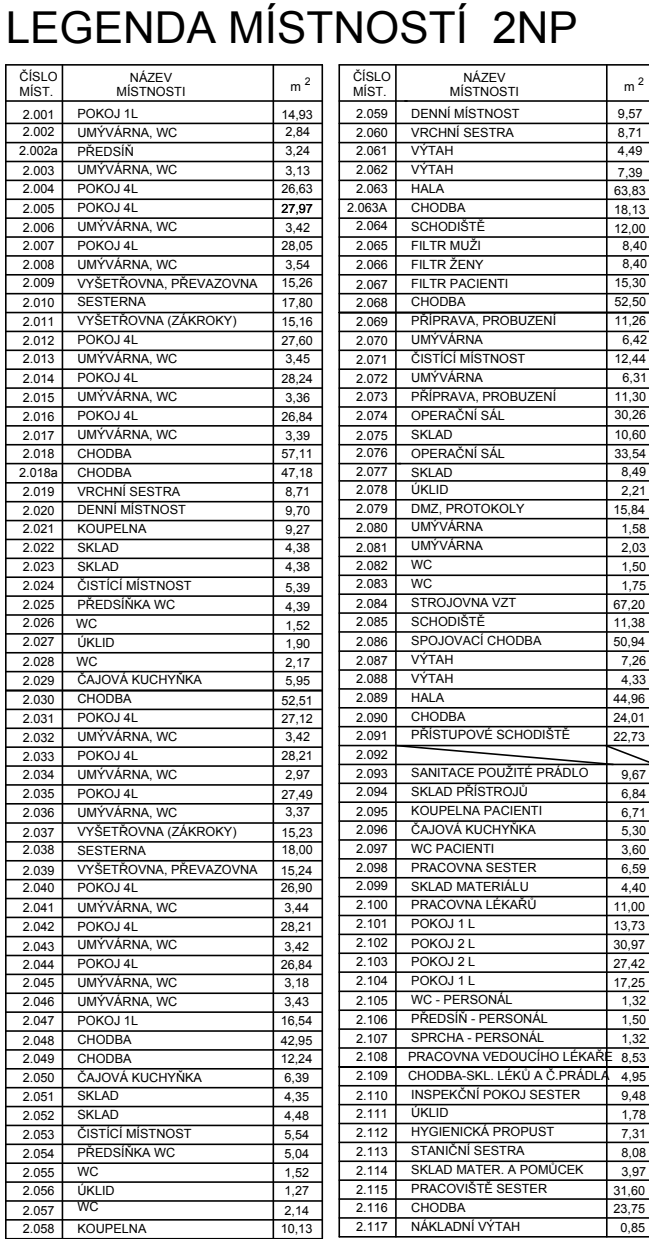 LEGENDA MÍSTNOSTÍ 2NP
ČÍSLO MÍST. NÁZEV MÍSTNOSTI m 2
2.001 POKOJ 1L 14,93
2.002 UMÝVÁRNA, WC 2,84
2.002a PŘEDSÍŇ 3,24
2.003 UMÝVÁRNA, WC 3,13
2.004 POKOJ 4L 26,63
2.005 POKOJ 4L 27,97
2.006 UMÝVÁRNA, WC 3,42
2.007 POKOJ 4L 28,05
2.008 UMÝVÁRNA, WC 3,54
2.009 VYŠETŘOVNA, PŘEVAZOVNA 15,26
2.010 SESTERNA 17,80
2.011 VYŠETŘOVNA (ZÁKROKY) 15,16
2.012 POKOJ 4L 27,60
2.013 UMÝVÁRNA, WC 3,45
2.014 POKOJ 4L 28,24
2.015 UMÝVÁRNA, WC 3,36
2.016 POKOJ 4L 26,84
2.017 UMÝVÁRNA, WC 3,39
2.018 CHODBA 57,11
2.018a CHODBA 47,18
2.019 VRCHNÍ SESTRA 8,71
2.020 DENNÍ MÍSTNOST 9,70
2.021 KOUPELNA 9,27
2.022 SKLAD 4,38
2.023 SKLAD 4,38
2.024 ČISTÍCÍ MÍSTNOST 5,39
2.025 PŘEDSÍŇKA WC 4,39
2.026 WC 1,52
2.027 ÚKLID 1,90
2.028 WC 2,17
2.029 ČAJOVÁ KUCHYŇKA 5,95
2.030 CHODBA 52,51
2.031 POKOJ 4L 27,12
2.032 UMÝVÁRNA, WC 3,42
2.033 POKOJ 4L 28,21
2.034 UMÝVÁRNA, WC 2,97
2.035 POKOJ 4L 27,49
2.036 UMÝVÁRNA, WC 3,37
2.037 VYŠETŘOVNA (ZÁKROKY) 15,23
2.038 SESTERNA 18,00
2.039 VYŠETŘOVNA, PŘEVAZOVNA 15,24
2.040 POKOJ 4L 26,90
2.041 UMÝVÁRNA, WC 3,44
2.042 POKOJ 4L 28,21
2.043 UMÝVÁRNA, WC 3,42
2.044 POKOJ 4L 26,84
2.045 UMÝVÁRNA, WC 3,18
2.046 UMÝVÁRNA, WC 3,43
2.047 POKOJ 1L 16,54
2.048 CHODBA 42,95
2.049 CHODBA 12,24
2.050 ČAJOVÁ KUCHYŇKA 6,39
2.051 SKLAD 4,35
2.052 SKLAD 4,48
2.053 ČISTÍCÍ MÍSTNOST 5,54
2.054 PŘEDSÍŇKA WC 5,04
2.055 WC 1,52
2.056 ÚKLID 1,27
2.057 WC 2,14
2.058 KOUPELNA 10,13
ČÍSLO MÍST. NÁZEV MÍSTNOSTI m 2
2.059 DENNÍ MÍSTNOST 9,57
2.060 VRCHNÍ SESTRA 8,71
2.061 VÝTAH 4,49
2.062 VÝTAH 7,39
2.063 HALA 63,83
2.063A CHODBA 18,13
2.064 SCHODIŠTĚ 12,00
2.065 FILTR MUŽI 8,40
2.066 FILTR ŽENY 8,40
2.067 FILTR PACIENTI 15,30
2.068 CHODBA 52,50
2.069 PŘÍPRAVA, PROBUZENÍ 11,26
2.070 UMÝVÁRNA 6,42
2.071 ČISTÍCÍ MÍSTNOST 12,44
2.072 UMÝVÁRNA 6,31
2.073 PŘÍPRAVA, PROBUZENÍ 11,30
2.074 OPERAČNÍ SÁL 30,26
2.075 SKLAD 10,60
2.076 OPERAČNÍ SÁL 33,54
2.077 SKLAD 8,49
2.078 ÚKLID 2,21
2.079 DMZ, PROTOKOLY 15,84
2.080 UMÝVÁRNA 1,58
2.081 UMÝVÁRNA 2,03
2.082 WC 1,50
2.083 WC 1,75
2.084 STROJOVNA VZT 67,20
2.085 SCHODIŠTĚ 11,38
2.086 SPOJOVACÍ CHODBA 50,94
2.087 VÝTAH 7,26
2.088 VÝTAH 4,33
2.089 HALA 44,96
2.090 CHODBA 24,01
2.091 PŘÍSTUPOVÉ SCHODIŠTĚ 22,73
2.092
2.093 SANITACE POUŽITÉ PRÁDLO 9,67
2.094 SKLAD PŘÍSTROJŮ 6,84
2.095 KOUPELNA PACIENTI 6,71
2.096 ČAJOVÁ KUCHYŇKA 5,30
2.097 WC PACIENTI 3,60
2.098 PRACOVNA SESTER 6,59
2.099 SKLAD MATERIÁLU 4,40
2.100 PRACOVNA LÉKAŘŮ 11,00
2.101 POKOJ 1 L 13,73
2.102 POKOJ 2 L 30,97
2.103 POKOJ 2 L 27,42
2.104 POKOJ 1 L 17,25
2.105 WC - PERSONÁL 1,32
2.106 PŘEDSÍŇ - PERSONÁL 1,50
2.107 SPRCHA - PERSONÁL 1,32
2.108 PRACOVNA VEDOUCÍHO LÉKAŘE 8,53
2.109 CHODBA-SKL. LÉKŮ A Č.PRÁDLA 4,95
2.110 INSPEKČNÍ POKOJ SESTER 9,48
2.111 ÚKLID 1,78
2.112 HYGIENICKÁ PROPUST 7,31
2.113 STANIČNÍ SESTRA 8,08
2.114 SKLAD MATER. A POMŮCEK 3,97
2.115 PRACOVIŠTĚ SESTER 31,60
2.116 CHODBA 23,75
2.117 NÁKLADNÍ VÝTAH 0,85